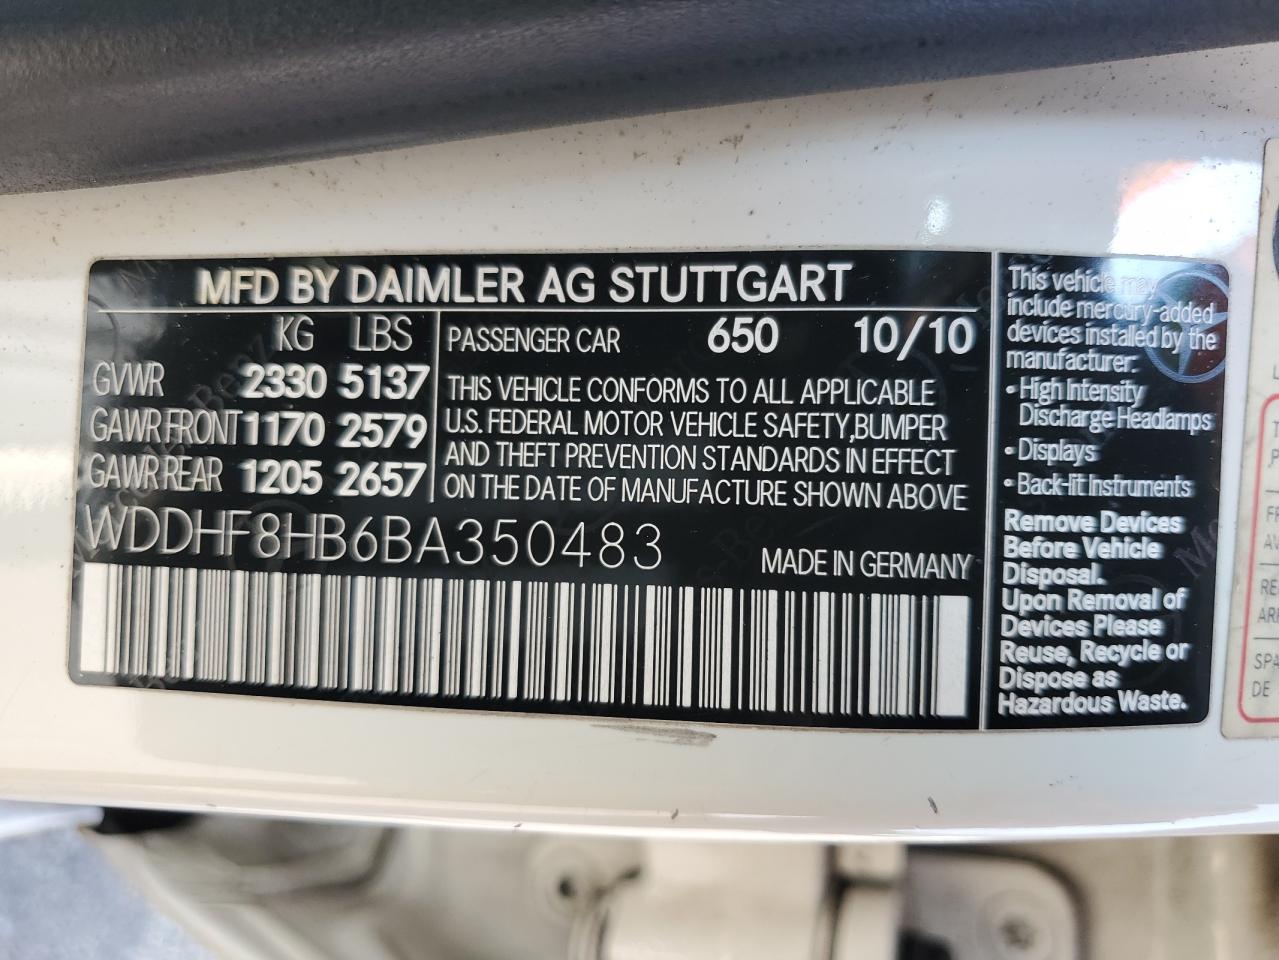 MFD BY DAIMLER AG STUTTGART
KG LBS
GVWR 2330 5137
GAWR FRONT 1170 2579
GAWR REAR 1205 2657
PASSENGER CAR 650 10/10
THIS VEHICLE CONFORMS TO ALL APPLICABLE
U.S. FEDERAL MOTOR VEHICLE SAFETY,BUMPER
AND THEFT PREVENTION STANDARDS IN EFFECT
ON THE DATE OF MANUFACTURE SHOWN ABOVE
WDDHF8HB6BA350483
MADE IN GERMANY
This vehicle may
include mercury-added
devices installed by the
manufacturer:
• High Intensity
Discharge Headlamps
• Displays
• Back-lit Instruments
Remove Devices
Before Vehicle
Disposal.
Upon Removal of
Devices Please
Reuse, Recycle or
Dispose as
Hazardous Waste.
DE